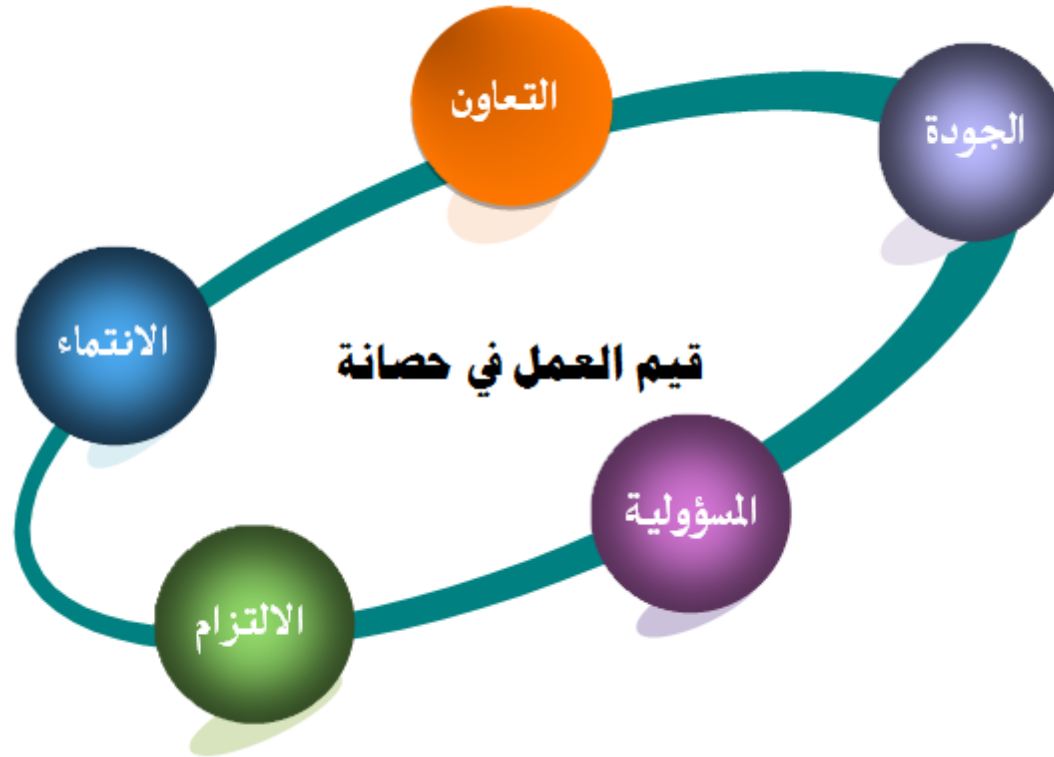 التعاون
الجودة
الانتماء
قيم العمل في حصانة
المسؤولية
الالتزام